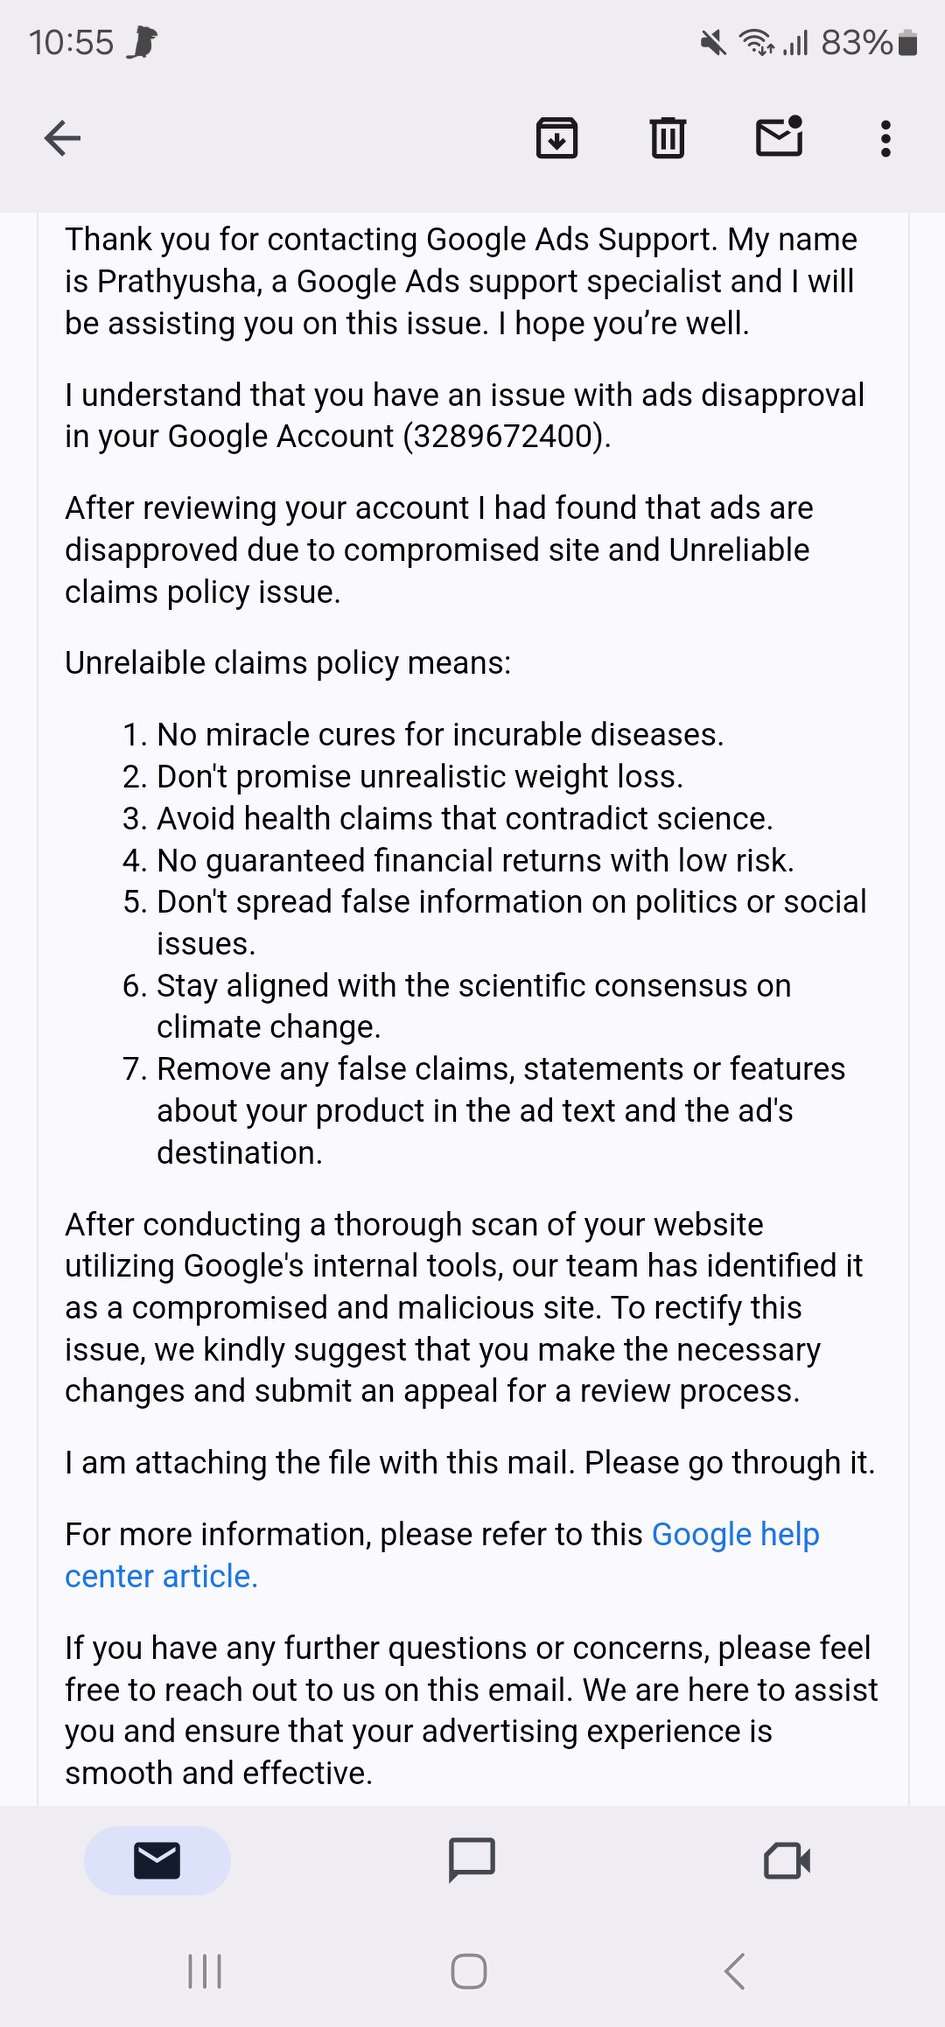 10:55
83%
Thank you for contacting Google Ads Support. My name
is Prathyusha, a Google Ads support specialist and I will
be assisting you on this issue. I hope you’re well.
I understand that you have an issue with ads disapproval
in your Google Account (3289672400).
After reviewing your account I had found that ads are
disapproved due to compromised site and Unreliable
claims policy issue.
Unrelaible claims policy means:
1. No miracle cures for incurable diseases.
2. Don't promise unrealistic weight loss.
3. Avoid health claims that contradict science.
4. No guaranteed financial returns with low risk.
5. Don't spread false information on politics or social
issues.
6. Stay aligned with the scientific consensus on
climate change.
7. Remove any false claims, statements or features
about your product in the ad text and the ad's
destination.
After conducting a thorough scan of your website
utilizing Google's internal tools, our team has identified it
as a compromised and malicious site. To rectify this
issue, we kindly suggest that you make the necessary
changes and submit an appeal for a review process.
I am attaching the file with this mail. Please go through it.
For more information, please refer to this Google help
center article.
If you have any further questions or concerns, please feel
free to reach out to us on this email. We are here to assist
you and ensure that your advertising experience is
smooth and effective.